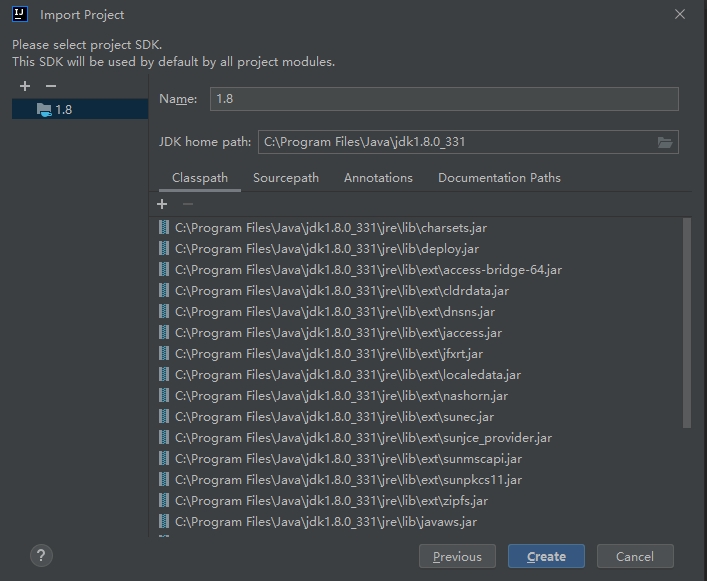 IJ Import Project
Please select project SDK.
This SDK will be used by default by all project modules.
1.8
Name: 1.8
JDK home path: C:\Program Files\Java\jdk1.8.0_331
Classpath Sourcepath Annotations Documentation Paths
C:\Program Files\Java\jdk1.8.0_331\jre\lib\charsets.jar
C:\Program Files\Java\jdk1.8.0_331\jre\lib\deploy.jar
C:\Program Files\Java\jdk1.8.0_331\jre\lib\ext\access-bridge-64.jar
C:\Program Files\Java\jdk1.8.0_331\jre\lib\ext\cldrdata.jar
C:\Program Files\Java\jdk1.8.0_331\jre\lib\ext\dnsns.jar
C:\Program Files\Java\jdk1.8.0_331\jre\lib\ext\jaccess.jar
C:\Program Files\Java\jdk1.8.0_331\jre\lib\ext\jfxrt.jar
C:\Program Files\Java\jdk1.8.0_331\jre\lib\ext\localedata.jar
C:\Program Files\Java\jdk1.8.0_331\jre\lib\ext\nashorn.jar
C:\Program Files\Java\jdk1.8.0_331\jre\lib\ext\sunec.jar
C:\Program Files\Java\jdk1.8.0_331\jre\lib\ext\sunjce_provider.jar
C:\Program Files\Java\jdk1.8.0_331\jre\lib\ext\sunmscapi.jar
C:\Program Files\Java\jdk1.8.0_331\jre\lib\ext\sunpkcs11.jar
C:\Program Files\Java\jdk1.8.0_331\jre\lib\ext\zipfs.jar
C:\Program Files\Java\jdk1.8.0_331\jre\lib\javaws.jar
? Previous Create Cancel